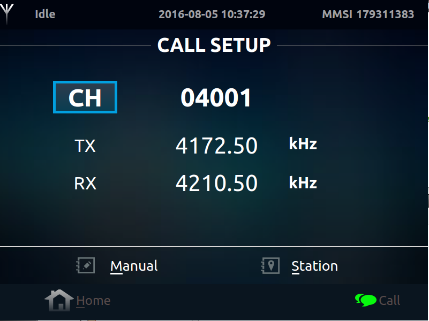 Idle 2016-08-05 10:37:29 MMSI 179311383
CALL SETUP
CH 04001
TX 4172.50 kHz
RX 4210.50 kHz
Manual Station
Home Call